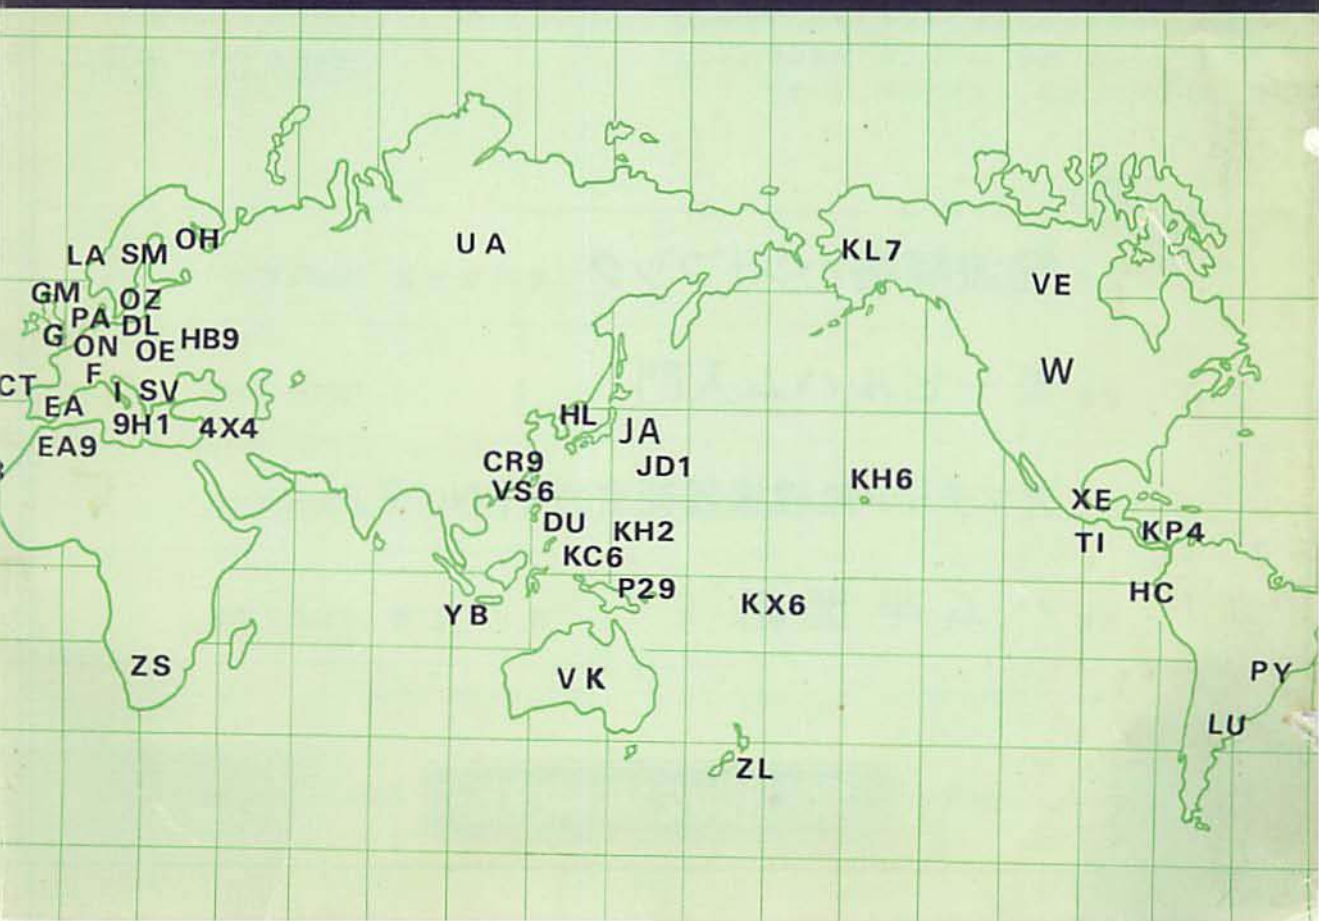 OH
LA SM
UA
KL7
VE
GM OZ
PA DL
G ON OE HB9
W
CT F I SV
EA
9H1 4X4
EA9
HL JA
CR9 JD1
VS6
KH6
XE
DU KH2
KP4
TI
KC6
P29
HC
YB
KX6
ZS
VK
PY
LU
ZL